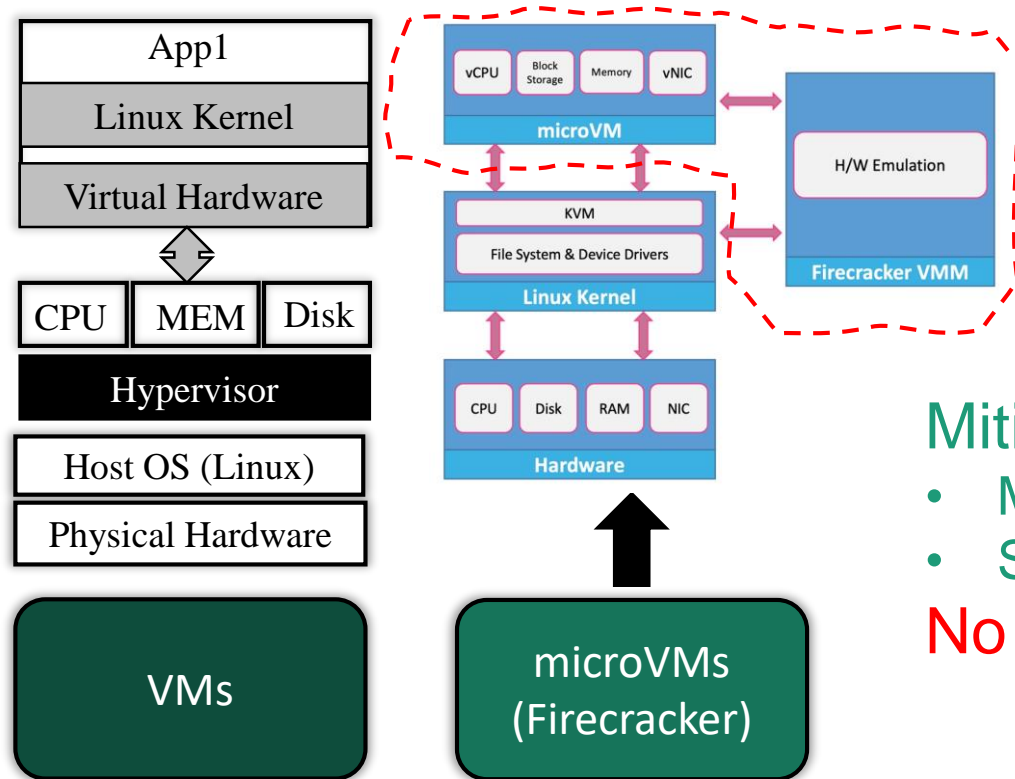 App1
Linux Kernel
Virtual Hardware
CPU MEM Disk
Hypervisor
Host OS (Linux)
Physical Hardware
VMs
vCPU
Block
Storage
Memory
vNIC
microVM
H/W Emulation
Firecracker VMM
KVM
File System & Device Drivers
Linux Kernel
CPU Disk RAM NIC
Hardware
microVMs
(Firecracker)
No